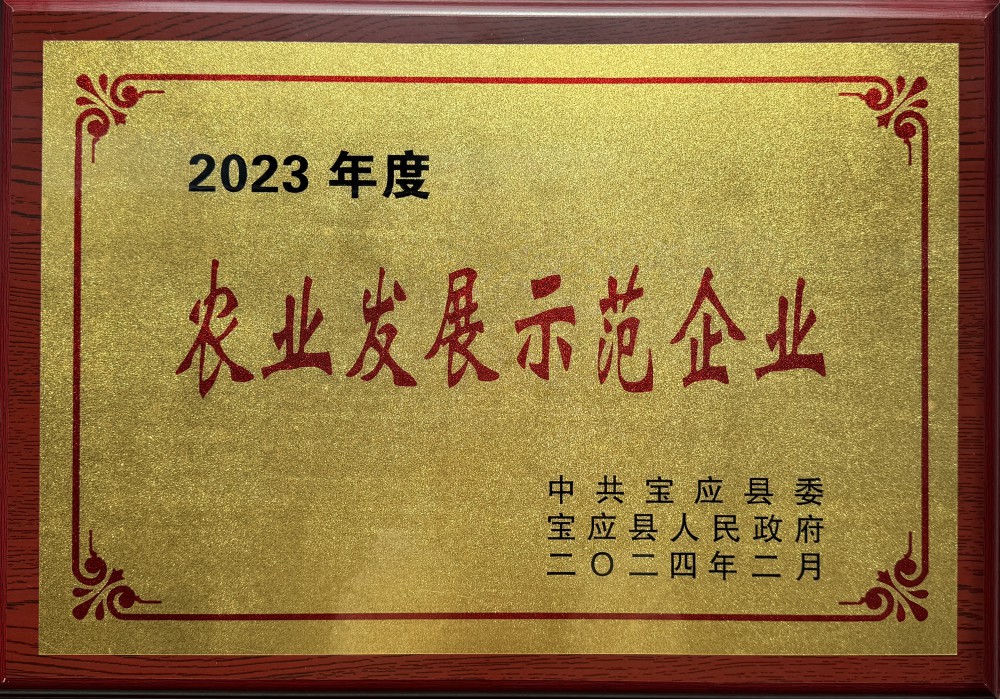 2023 年度
农业发展示范企业
中共宝应县委
宝应县人民政府
二〇二四年二月